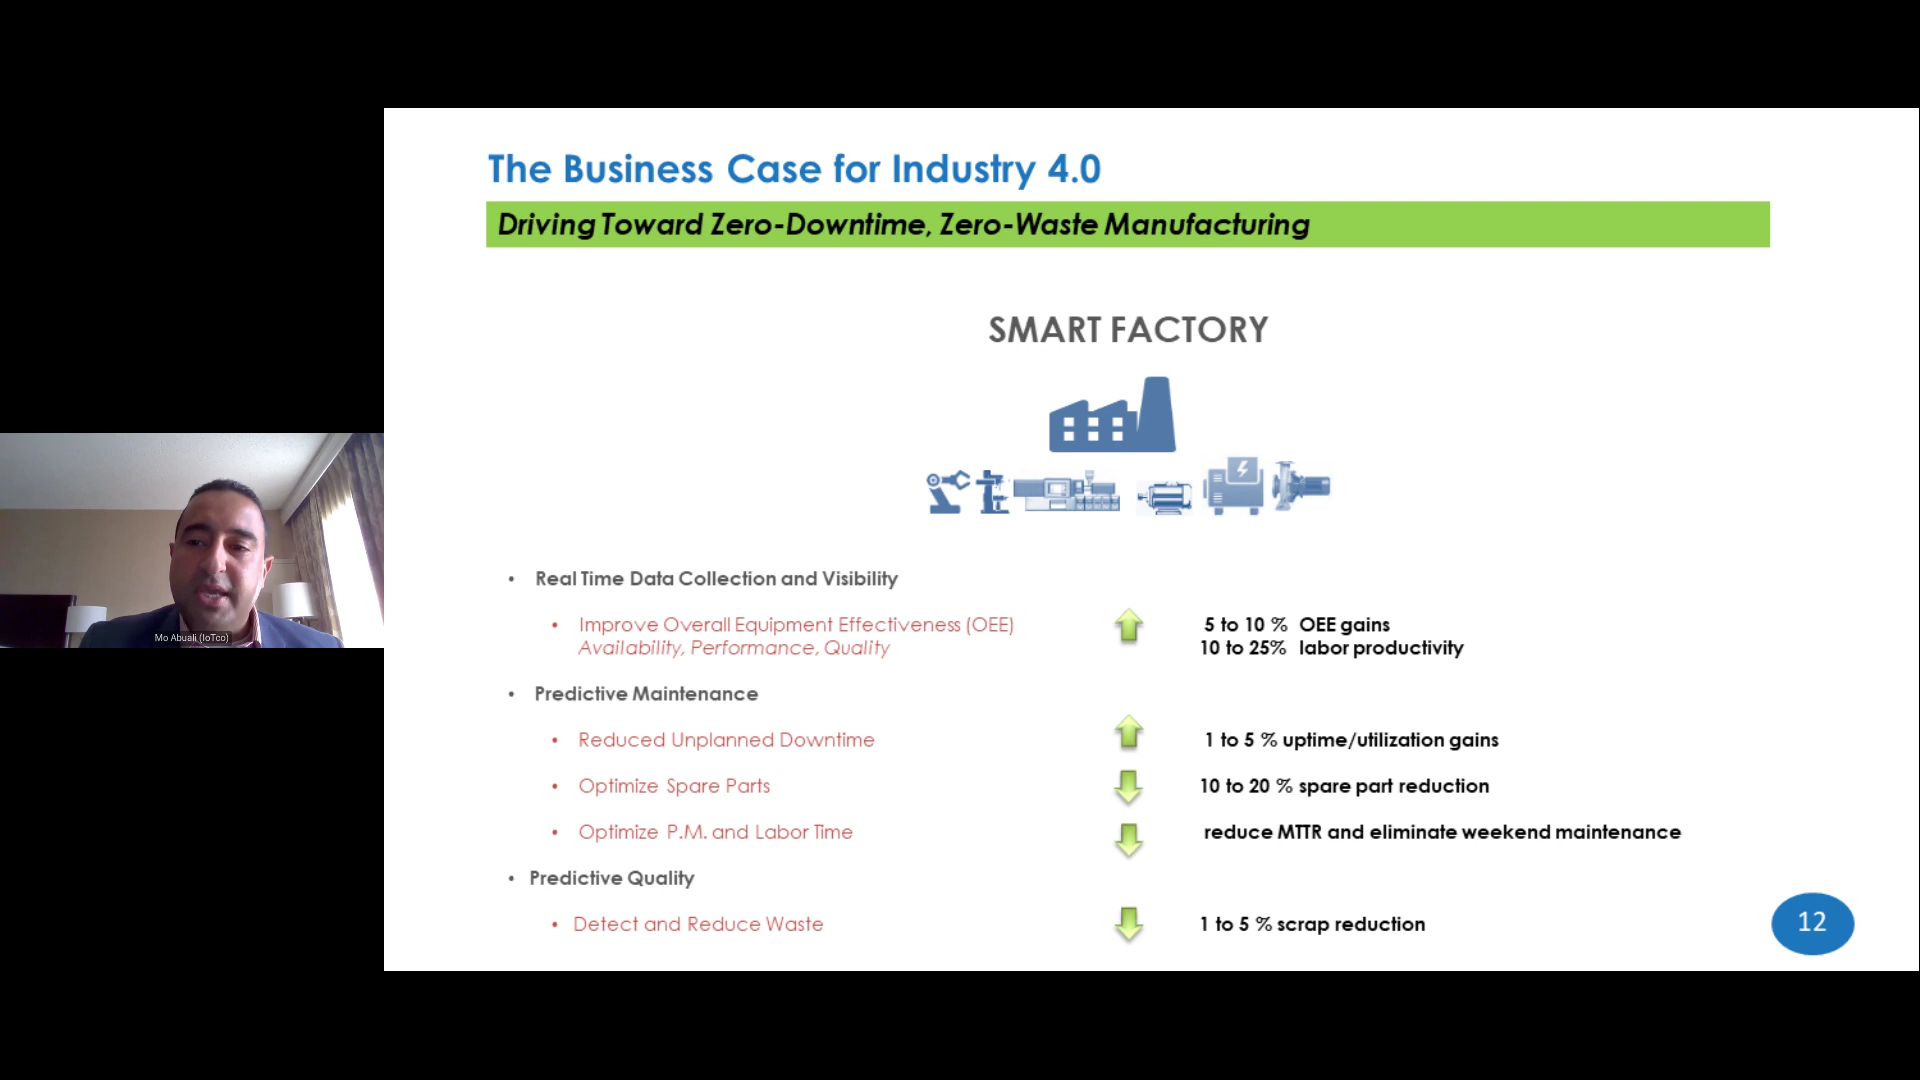 The Business Case for Industry 4.0
Driving Toward Zero-Downtime, Zero-Waste Manufacturing
SMART FACTORY
• Real Time Data Collection and Visibility
• Improve Overall Equipment Effectiveness (OEE)
5 to 10 % OEE gains
Availability, Performance, Quality
10 to 25% labor productivity
• Predictive Maintenance
• Reduced Unplanned Downtime
1 to 5 % uptime/utilization gains
• Optimize Spare Parts
10 to 20 % spare part reduction
• Optimize P.M. and Labor Time
reduce MTTR and eliminate weekend maintenance
• Predictive Quality
• Detect and Reduce Waste
1 to 5 % scrap reduction
12
Mo Abuali (IoTco)